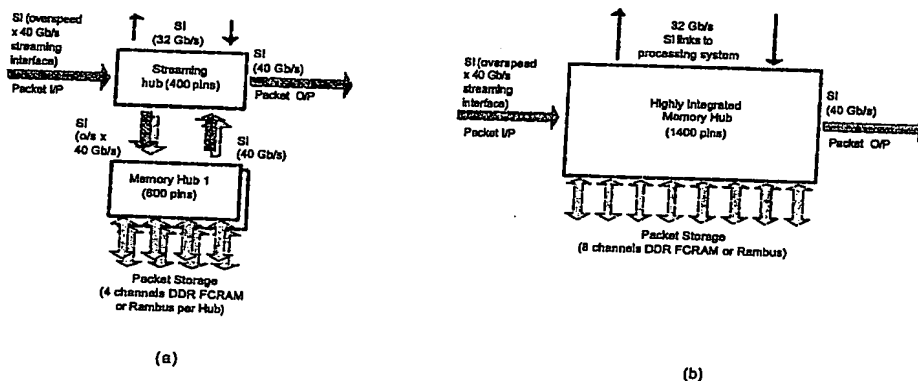 SI (overspeed
x 40 Gb/s
streaming
interface)
Packet I/P
SI
(32 Gb/s)
Streaming
hub (400 pins)
SI
(40 Gb/s)
Packet O/P
SI
(o/s x
40 Gb/s)
SI
(40 Gb/s)
Memory Hub 1
(800 pins)
Packet Storage
(4 channels DDR FCRAM
or Rambus per Hub)
(a)
32 Gb/s
SI links to
processing system
SI (overspeed
x 40 Gb/s
streaming
interface)
Packet I/P
Highly Integrated
Memory Hub
(1400 pins)
SI
(40 Gb/s)
Packet O/P
Packet Storage
(8 channels DDR FCRAM or Rambus)
(b)